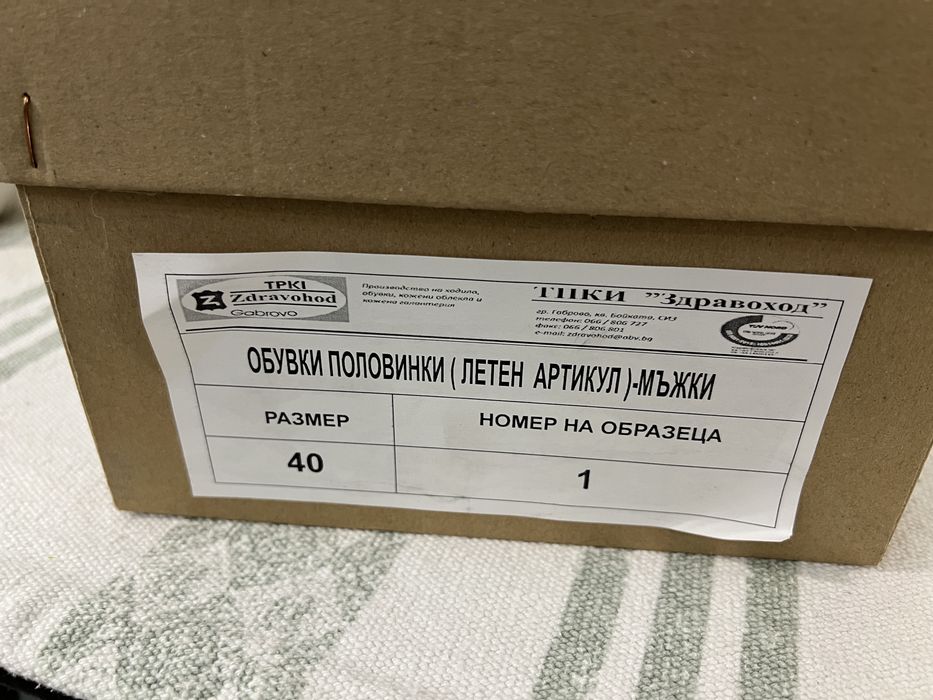 TPKI
Zdravohod
Gabrovo
Производство на ходила,
обувки, кожени облекла и
кожена галантерия
ТПКИ "Здравоход"
гр. Габрово, кв. Бойката, СИЗ
телефон: 066 / 806 727
факс: 066 / 806 801
e-mail: zdravohod@abv.bg
TUV NORD
ОБУВКИ ПОЛОВИНКИ ( ЛЕТЕН АРТИКУЛ )-МЪЖКИ
РАЗМЕР
НОМЕР НА ОБРАЗЕЦА
40
1